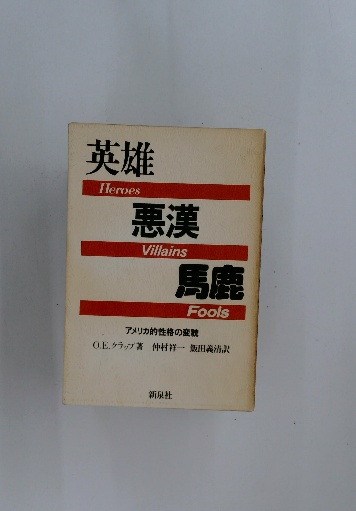 英雄
Heroes
悪漢
Villains
馬鹿
Fools
アメリカ的性格の変貌
O.E.クラップ著 仲村祥一 飯田義清訳
新泉社